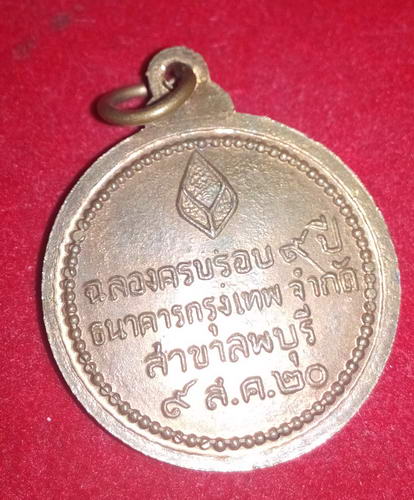 ฉลองครบรอบ ๙ ปี
ธนาคารกรุงเทพ จำกัด
สาขาลพบุรี
๙ ส.ค.๒๐